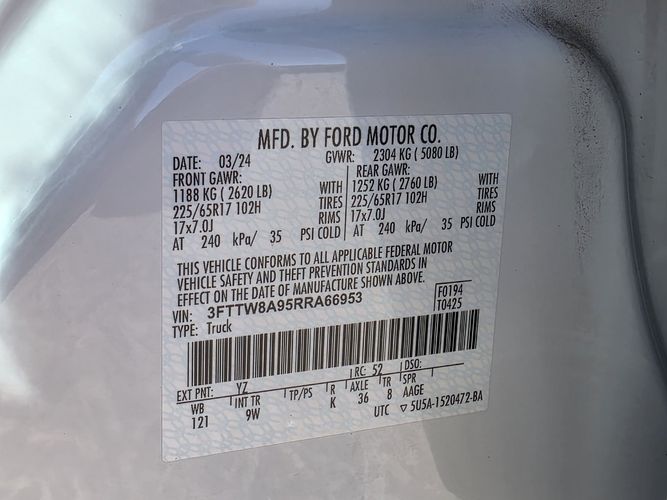 MFD. BY FORD MOTOR CO.
DATE: 03/24 GVWR: 2304 KG ( 5080 LB)
FRONT GAWR: REAR GAWR:
1188 KG ( 2620 LB) WITH 1252 KG ( 2760 LB) WITH
225/65R17 102H TIRES 225/65R17 102H TIRES
17x7.0J RIMS 17x7.0J RIMS
AT 240 kPa/ 35 PSI COLD AT 240 kPa/ 35 PSI COLD
THIS VEHICLE CONFORMS TO ALL APPLICABLE FEDERAL MOTOR
VEHICLE SAFETY AND THEFT PREVENTION STANDARDS IN
EFFECT ON THE DATE OF MANUFACTURE SHOWN ABOVE.
VIN: 3FTTW8A95RRA66953 F0194
TYPE: Truck T0425
EXT PNT: YZ RC: 52 DSO:
WB INT TR TP/PS R AXLE TR SPR
121 9W K 36 8 AAGE
UTC ▽ 5U5A-1520472-BA